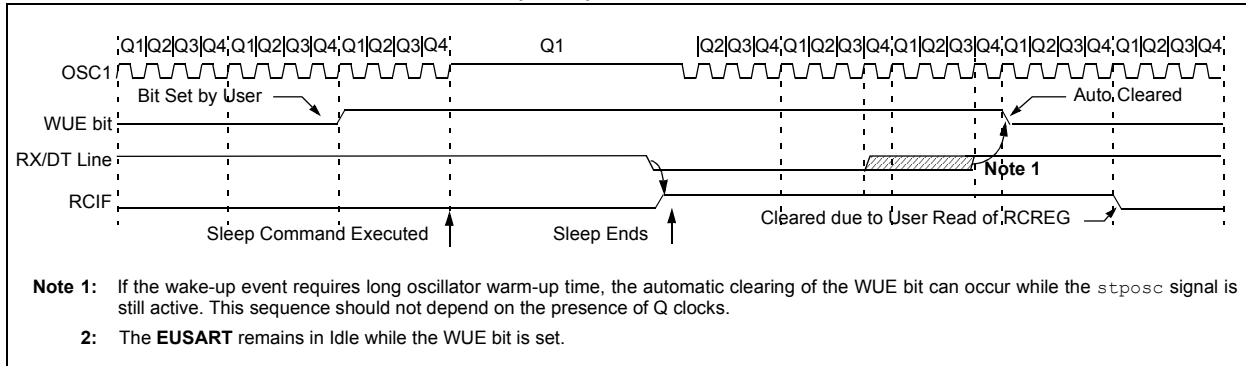 Q1 Q2 Q3 Q4 Q1 Q2 Q3 Q4 Q1 Q2 Q3 Q4 Q1 Q2 Q3 Q4 Q1 Q2 Q3 Q4 Q1 Q2 Q3 Q4 Q1 Q2 Q3 Q4 Q1 Q2 Q3 Q4
OSC1
Bit Set by User
Auto Cleared
WUE bit
RX/DT Line
Note 1
RCIF
Cleared due to User Read of RCREG
Sleep Command Executed
Sleep Ends
Note 1: If the wake-up event requires long oscillator warm-up time, the automatic clearing of the WUE bit can occur while the stposc signal is
still active. This sequence should not depend on the presence of Q clocks.
2: The EUSART remains in Idle while the WUE bit is set.